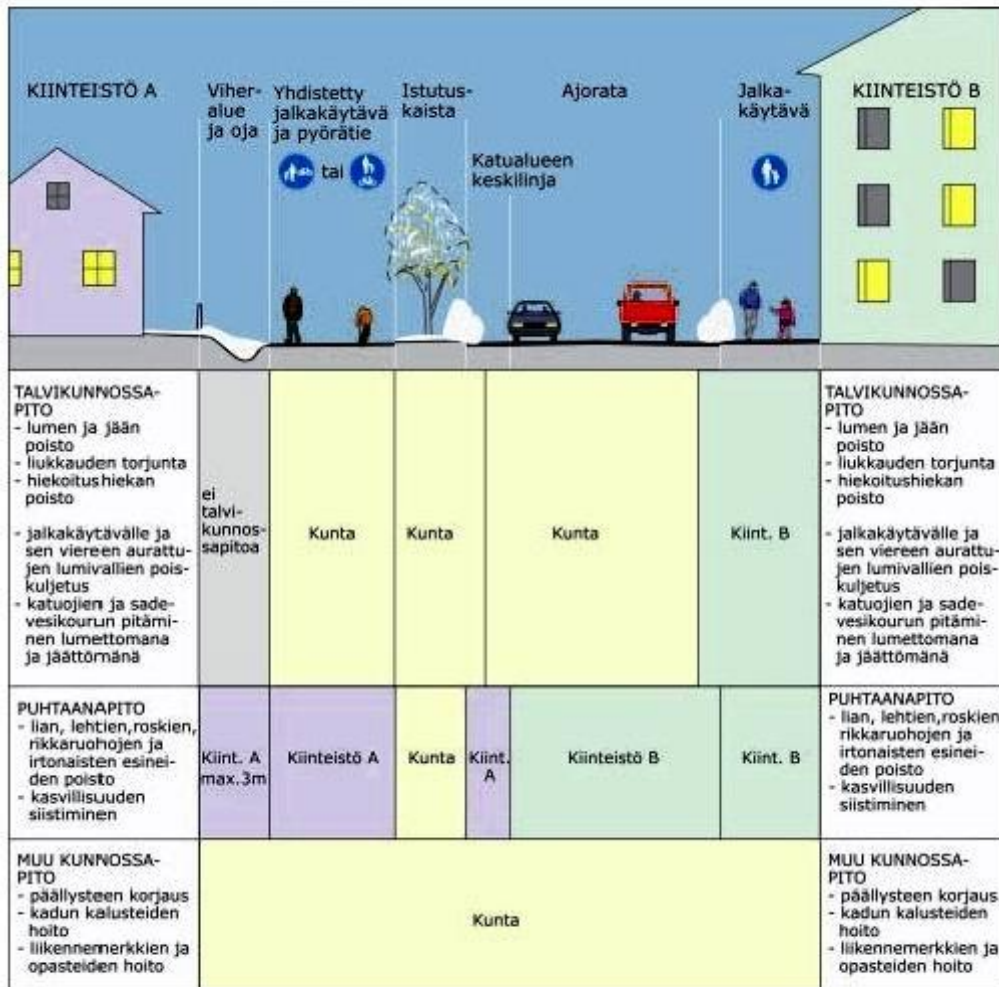 KIINTEISTÖ A
Viher-
alue
ja oja
Yhdistetty
jalkakäytävä
ja pyörätie
tai
Istutus-
kaista
Katualueen
keskilinja
Ajorata
Jalka-
käytävä
KIINTEISTÖ B
TALVIKUNNOSSA-
PITO
- lumen ja jään
poisto
- liukkauden torjunta
- hiekoitushiekan
poisto
- jalkakäytävälle ja
sen viereen aurattu-
jen lumivallien pois-
kuljetus
- katuojien ja sade-
vesikourun pitämi-
nen lumettomana
ja jäättömänä
ei
talvi-
kunnos-
sapitoa
Kunta
Kunta
Kunta
Kiint. B
TALVIKUNNOSSA-
PITO
- lumen ja jään
poisto
- liukkauden torjunta
- hiekoitushiekan
poisto
- jalkakäytävälle ja
sen viereen aurattu-
jen lumivallien pois-
kuljetus
- katuojien ja sade-
vesikourun pitämi-
nen lumettomana
ja jäättömänä
PUHTAANAPITO
- lian, lehtien,roskien,
rikkaruohojen ja
irtonaisten esinei-
den poisto
- kasvillisuuden
siistiminen
Kiint. A
max.3m
Kiinteistö A
Kunta
Kiint.
A
Kiinteistö B
Kiint. B
PUHTAANAPITO
- lian, lehtien,roskien,
rikkaruohojen ja
irtonaisten esinei-
den poisto
- kasvillisuuden
siistiminen
MUU KUNNOSSA-
PITO
- päällysteen korjaus
- kadun kalusteiden
hoito
- liikennemerkkien ja
opasteiden hoito
Kunta
MUU KUNNOSSA-
PITO
- päällysteen korjaus
- kadun kalusteiden
hoito
- liikennemerkkien ja
opasteiden hoito